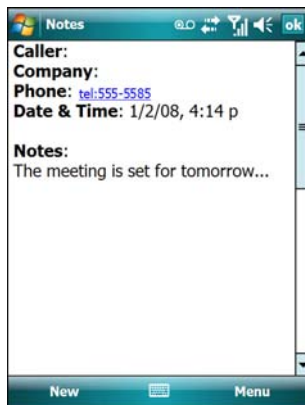 Notes
ok
Caller:
Company:
Phone: tel:555-5585
Date & Time: 1/2/08, 4:14 p
Notes:
The meeting is set for tomorrow...
New
Menu